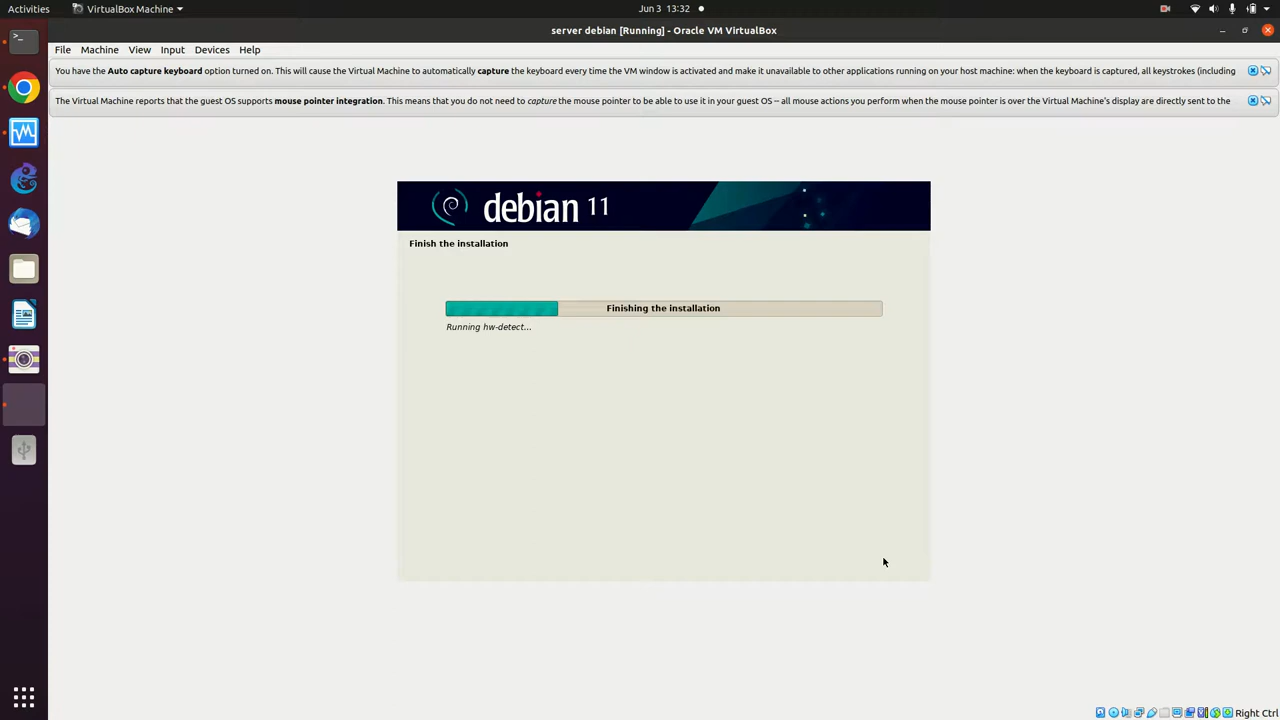 Activities VirtualBox Machine Jun 3 13:32
server debian [Running] - Oracle VM VirtualBox
File Machine View Input Devices Help
You have the Auto capture keyboard option turned on. This will cause the Virtual Machine to automatically capture the keyboard every time the VM window is activated and make it unavailable to other applications running on your host machine: when the keyboard is captured, all keystrokes (including
The Virtual Machine reports that the guest OS supports mouse pointer integration. This means that you do not need to capture the mouse pointer to be able to use it in your guest OS -- all mouse actions you perform when the mouse pointer is over the Virtual Machine's display are directly sent to the
debian 11
Finish the installation
Finishing the installation
Running hw-detect...
Right Ctrl